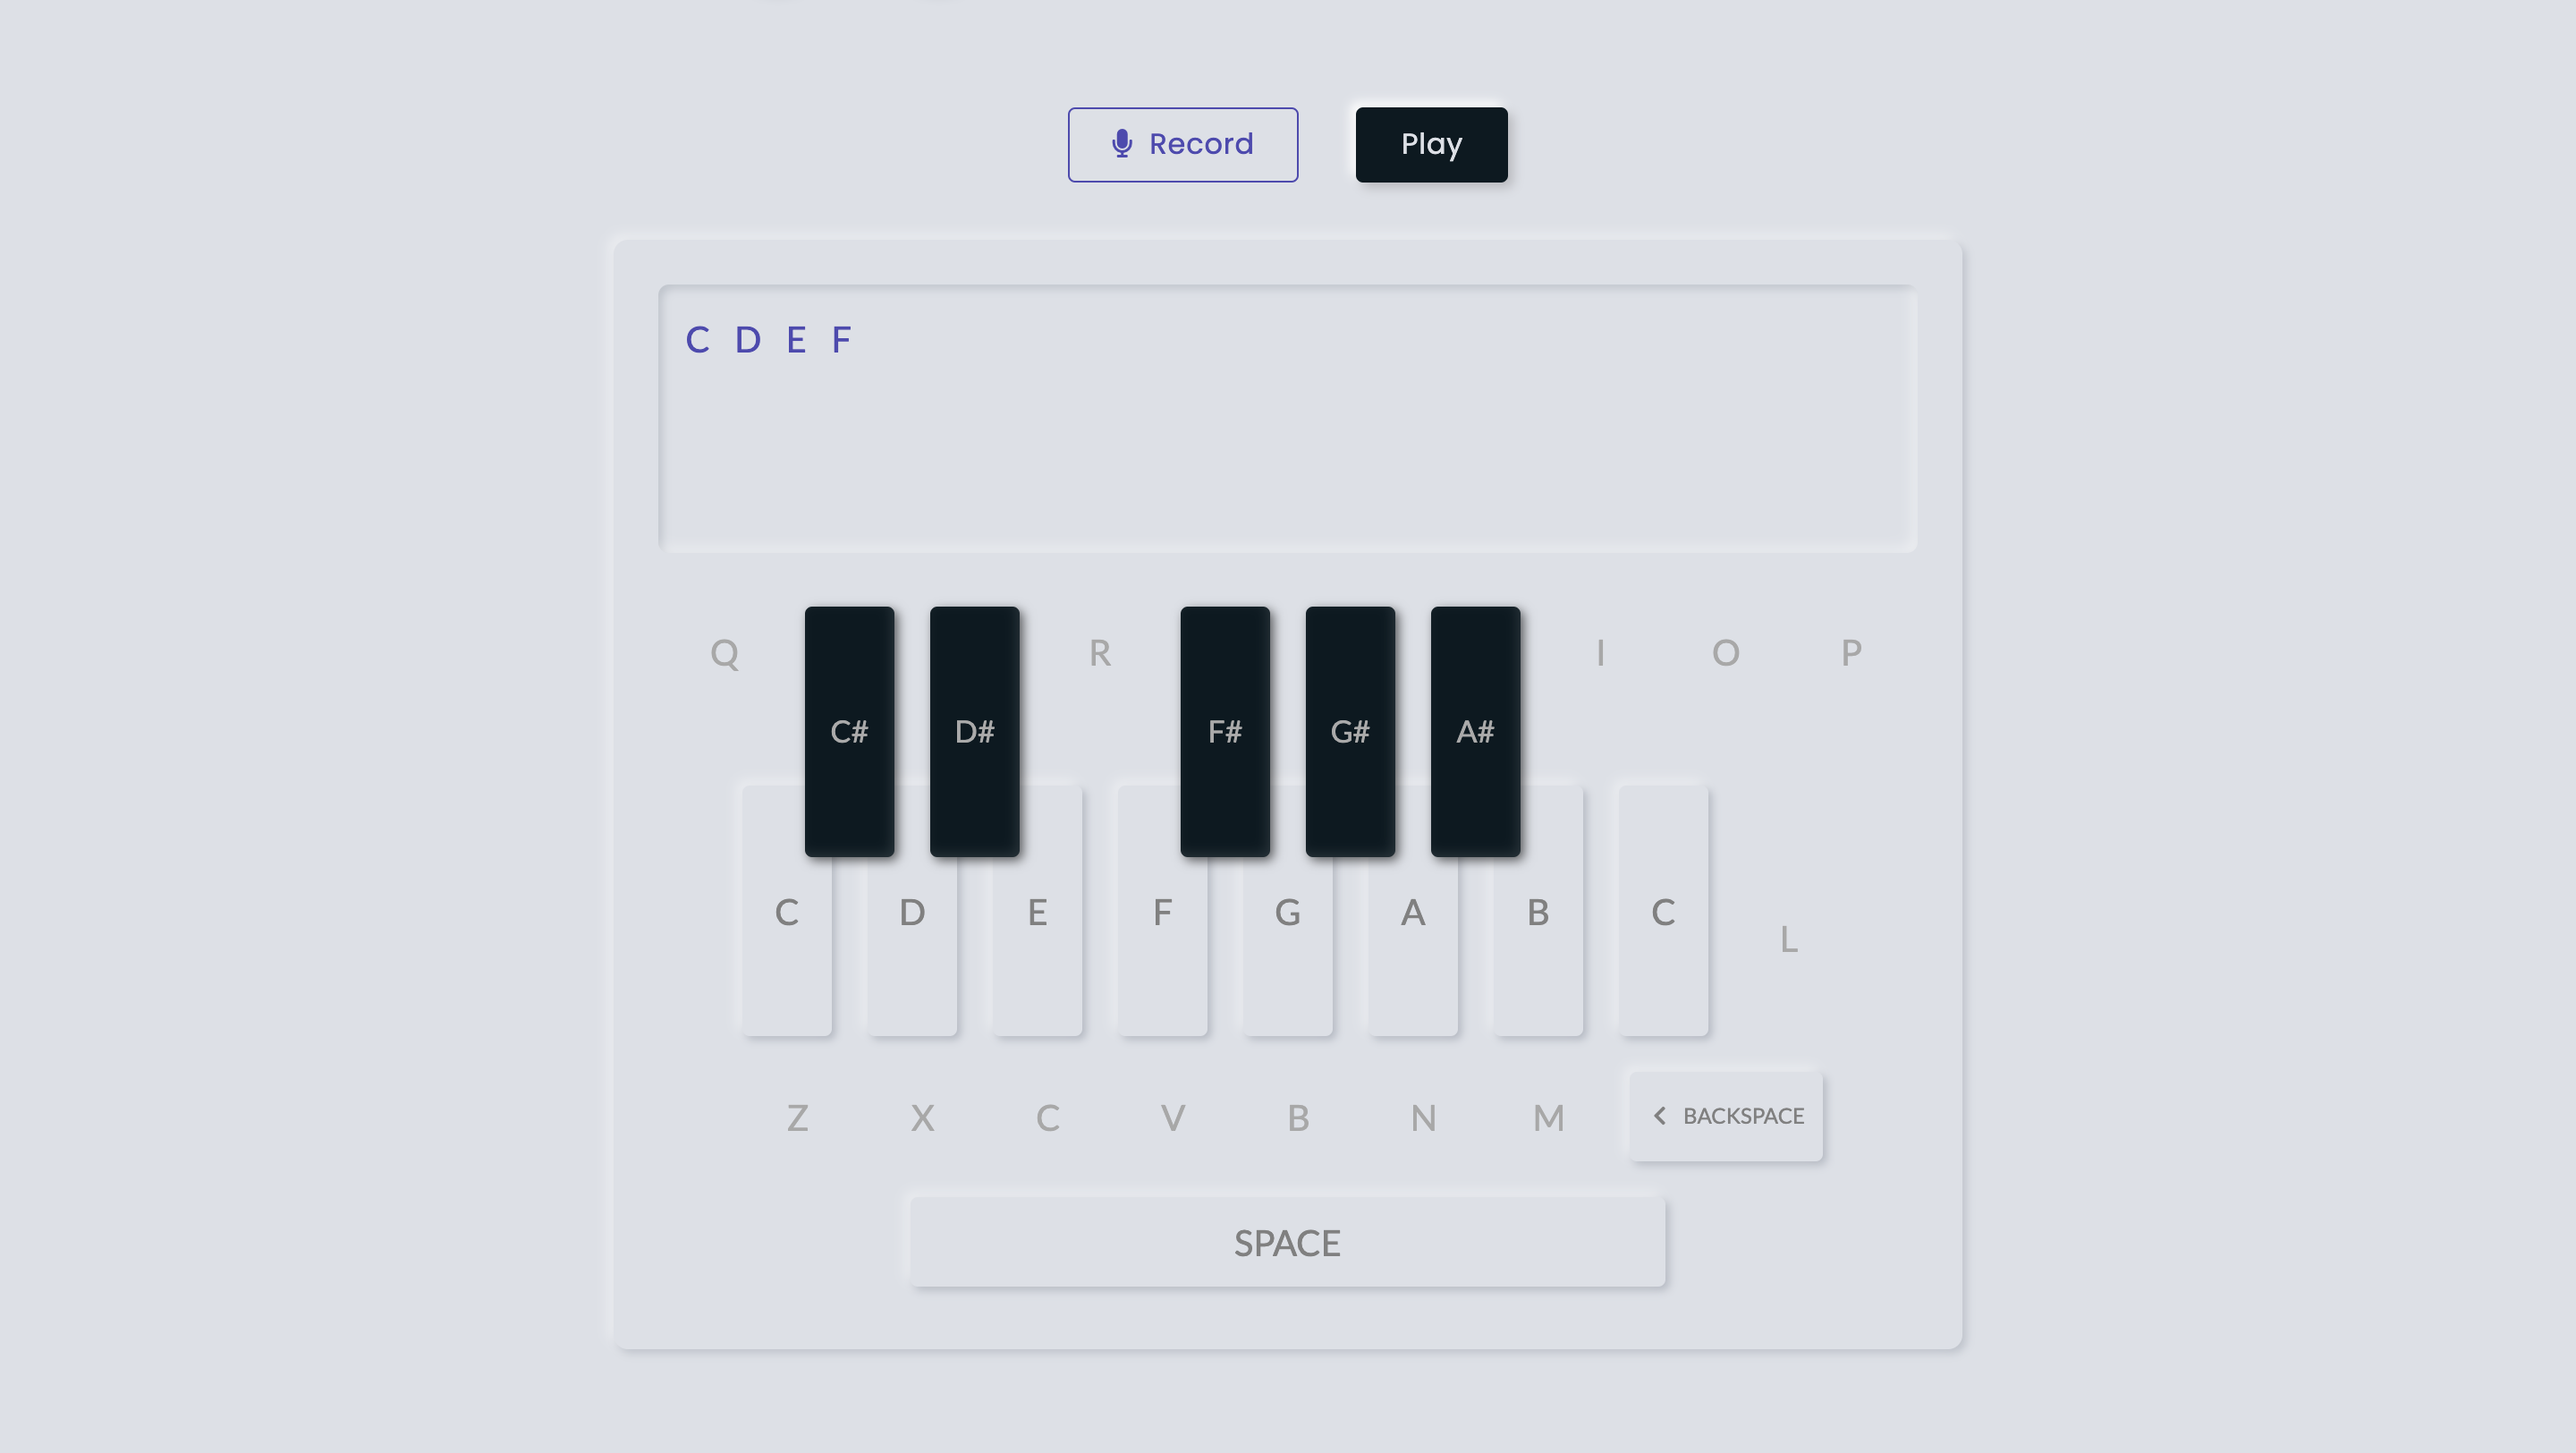 Record Play
C D E F
Q R I O P
C# D# F# G# A#
C D E F G A B C
L
Z X C V B N M BACKSPACE
SPACE